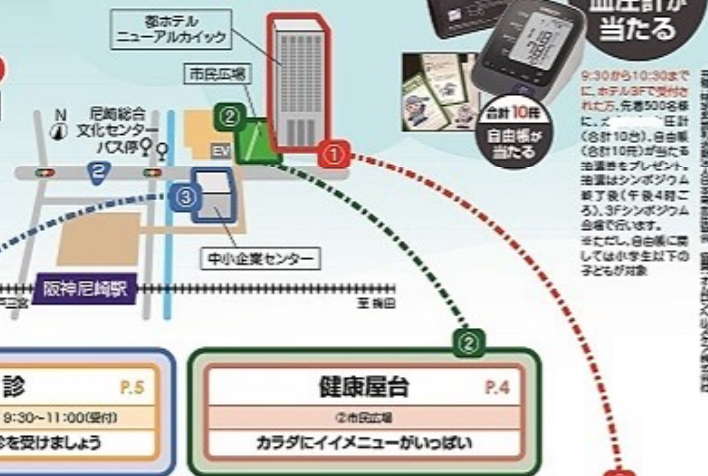 都ホテル
ニューアルカイック
市民広場
N
尼崎総合
文化センター
バス停
②
EV
①
2
③
中小企業センター
阪神尼崎駅
至 梅田
②
診
P.5
9:30～11:00(受付)
診を受けましょう
健康屋台
P.4
②市民広場
カラダにイイメニューがいっぱい
血圧計が
当たる
合計10冊
自由帳が
当たる
9:30から10:30まで
に、ホテル3Fで受付さ
れた方、先着500名様
に、圧計
(合計10台)、自由帳
(合計10冊)が当たる
抽選券をプレゼント。
抽選はシンポジウム
終了後(午後4時ご
ろ)、3Fシンポジウム
会場で行います。
※ただし、自由帳に関
しては小学生以下の
子どもが対象